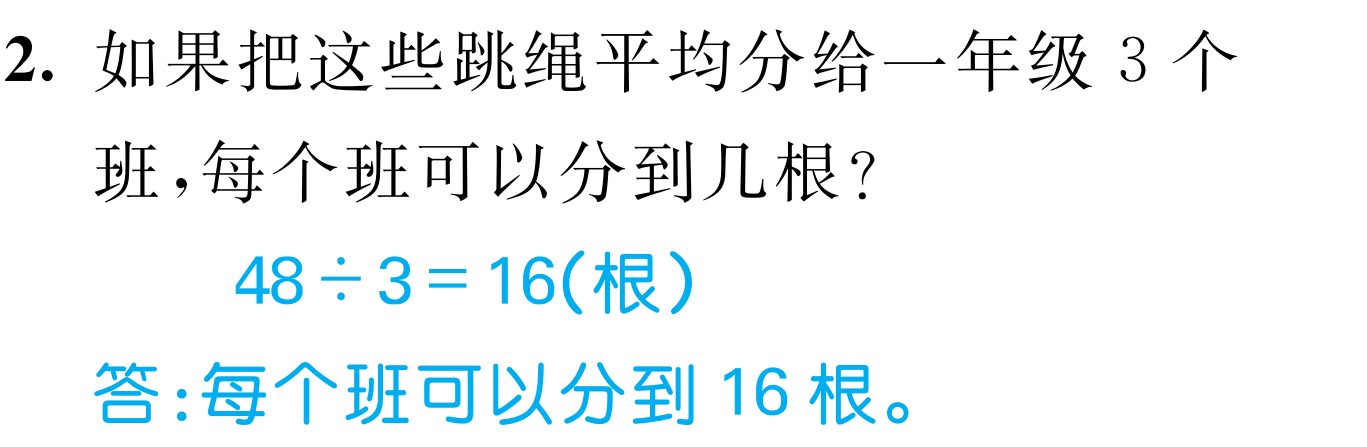 2. 如果把这些跳绳平均分给一年级 3 个
班,每个班可以分到几根?
48÷3=16(根)
答:每个班可以分到 16 根。